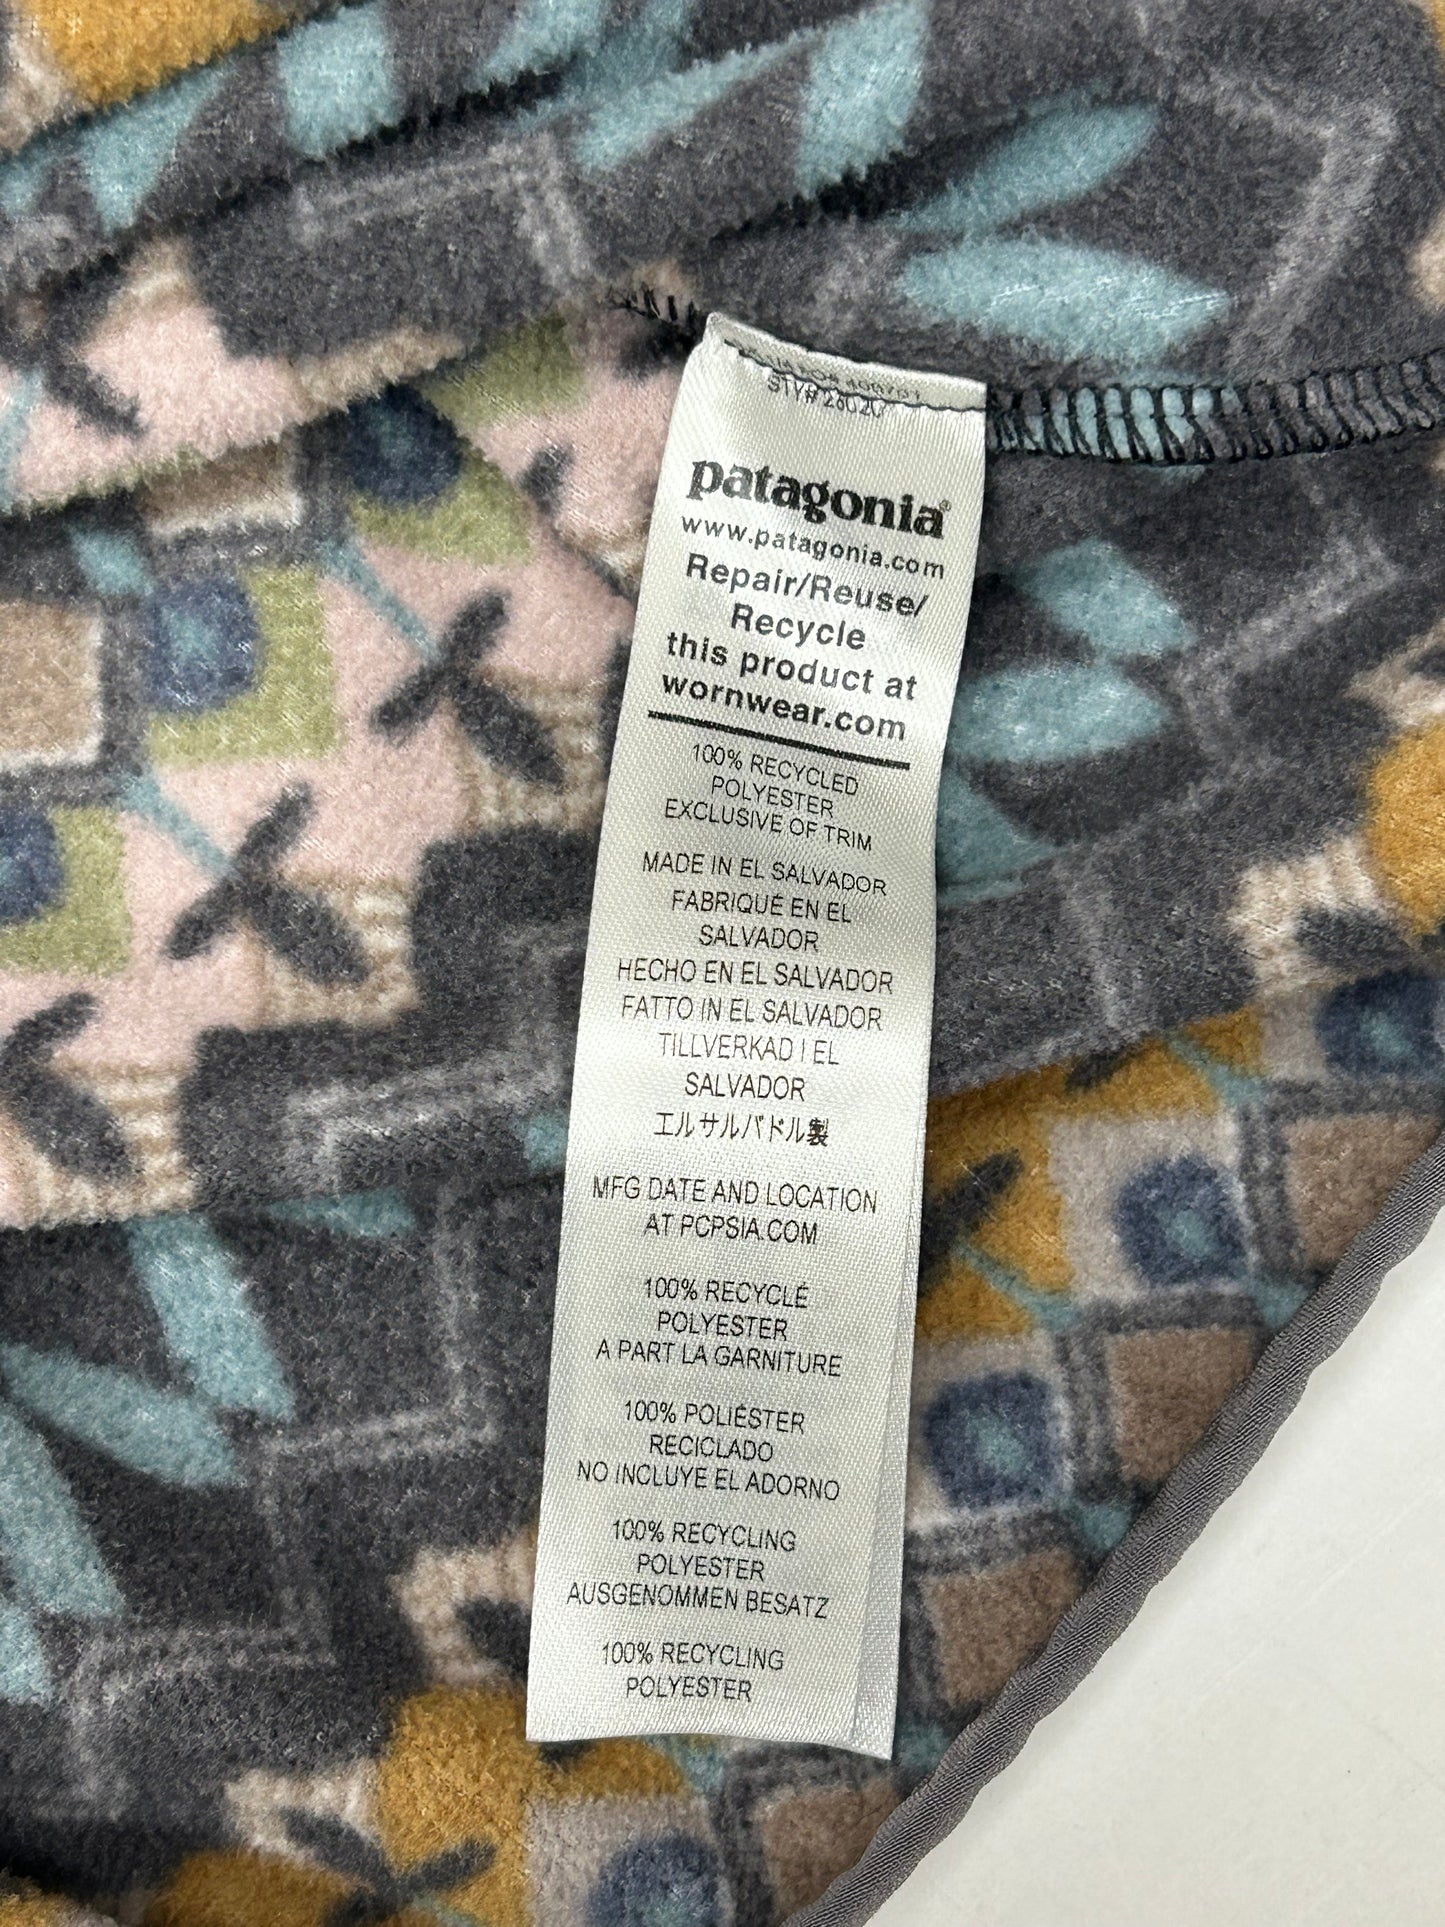 patagonia®
www.patagonia.com
Repair/Reuse/
Recycle
this product at
wornwear.com
100% RECYCLED
POLYESTER
EXCLUSIVE OF TRIM
MADE IN EL SALVADOR
FABRIQUÉ EN EL
SALVADOR
HECHO EN EL SALVADOR
FATTO IN EL SALVADOR
TILLVERKAD I EL
SALVADOR
エルサルバドル製
MFG DATE AND LOCATION
AT PCPSIA.COM
100% RECYCLÉ
POLYESTER
A PART LA GARNITURE
100% POLIÉSTER
RECICLADO
NO INCLUYE EL ADORNO
100% RECYCLING
POLYESTER
AUSGENOMMEN BESATZ
100% RECYCLING
POLYESTER